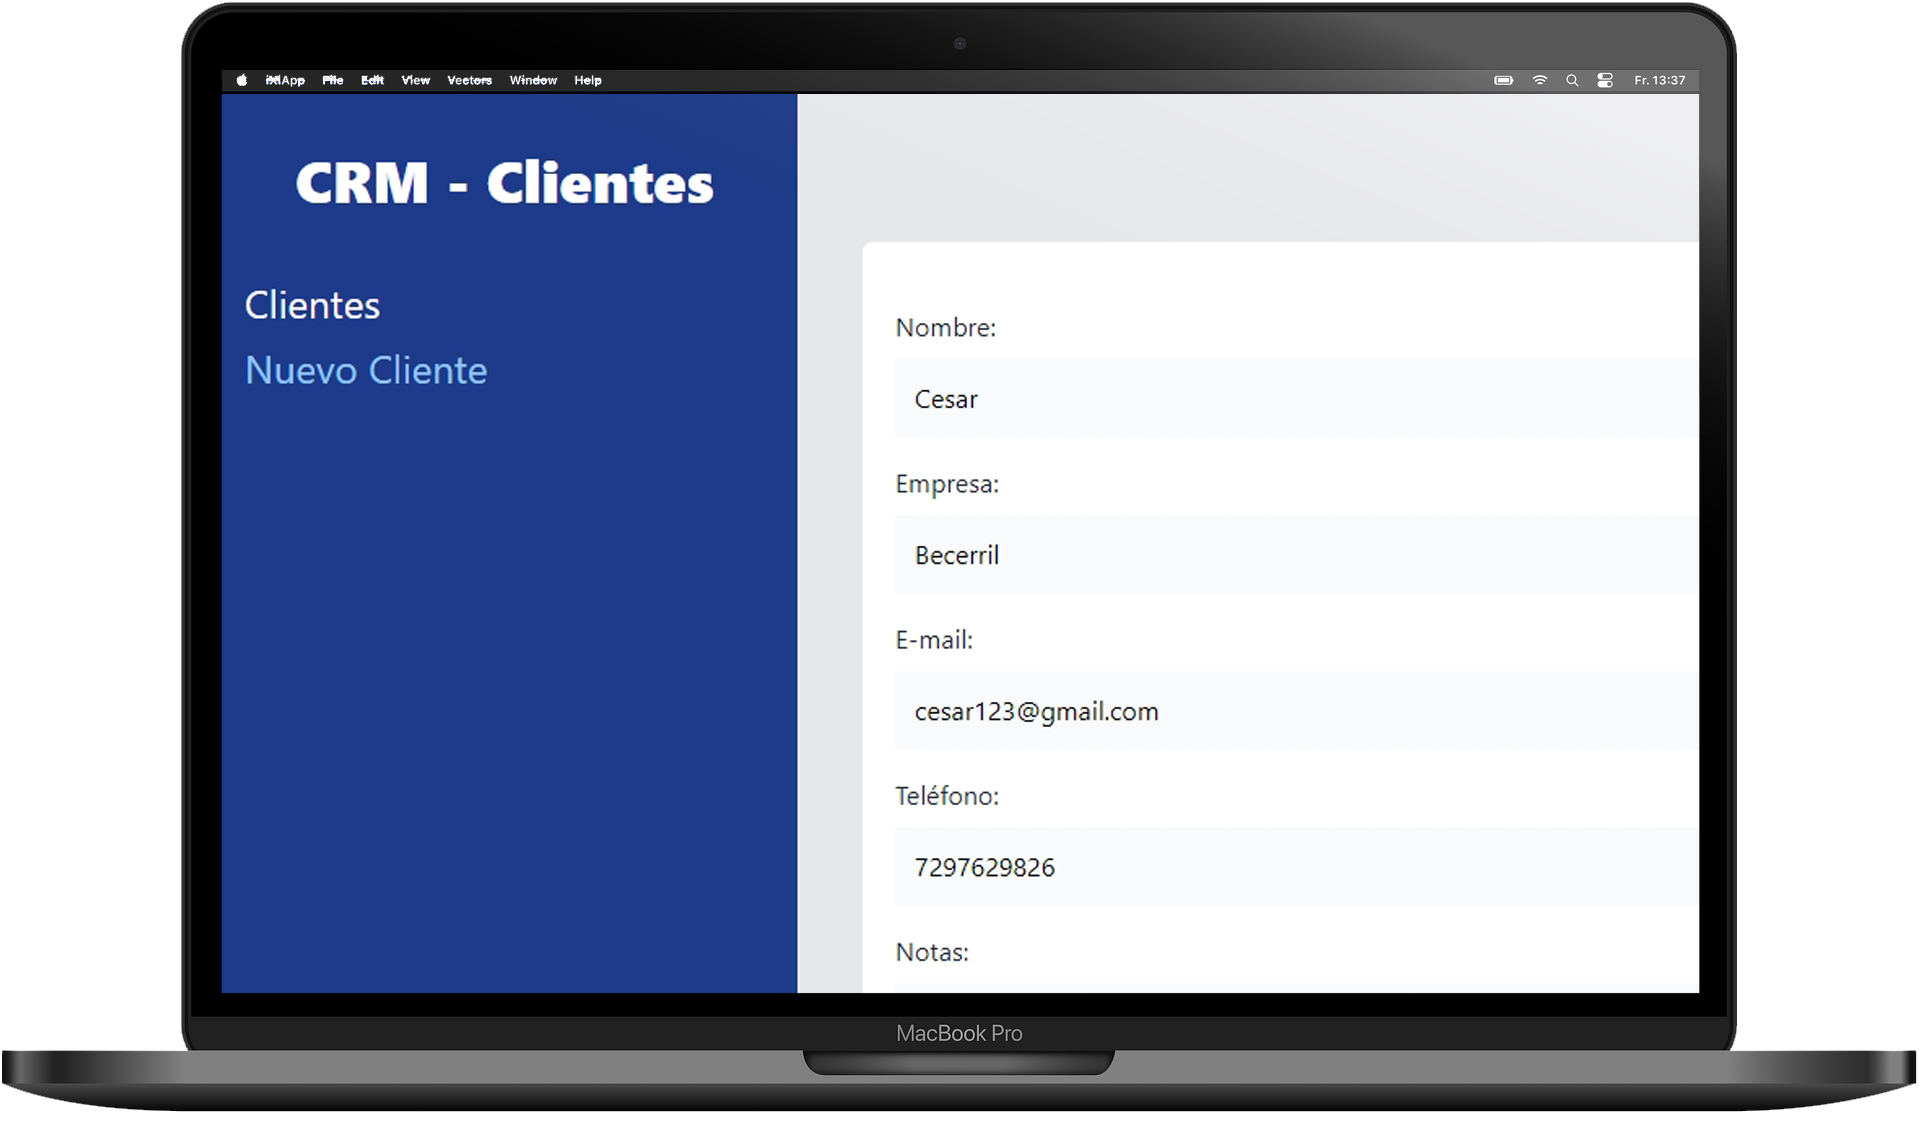 File Edit View Vectors Window Help
Fr. 13:37
CRM - Clientes
Clientes
Nuevo Cliente
Nombre:
Cesar
Empresa:
Becerril
E-mail:
cesar123@gmail.com
Teléfono:
7297629826
Notas:
MacBook Pro